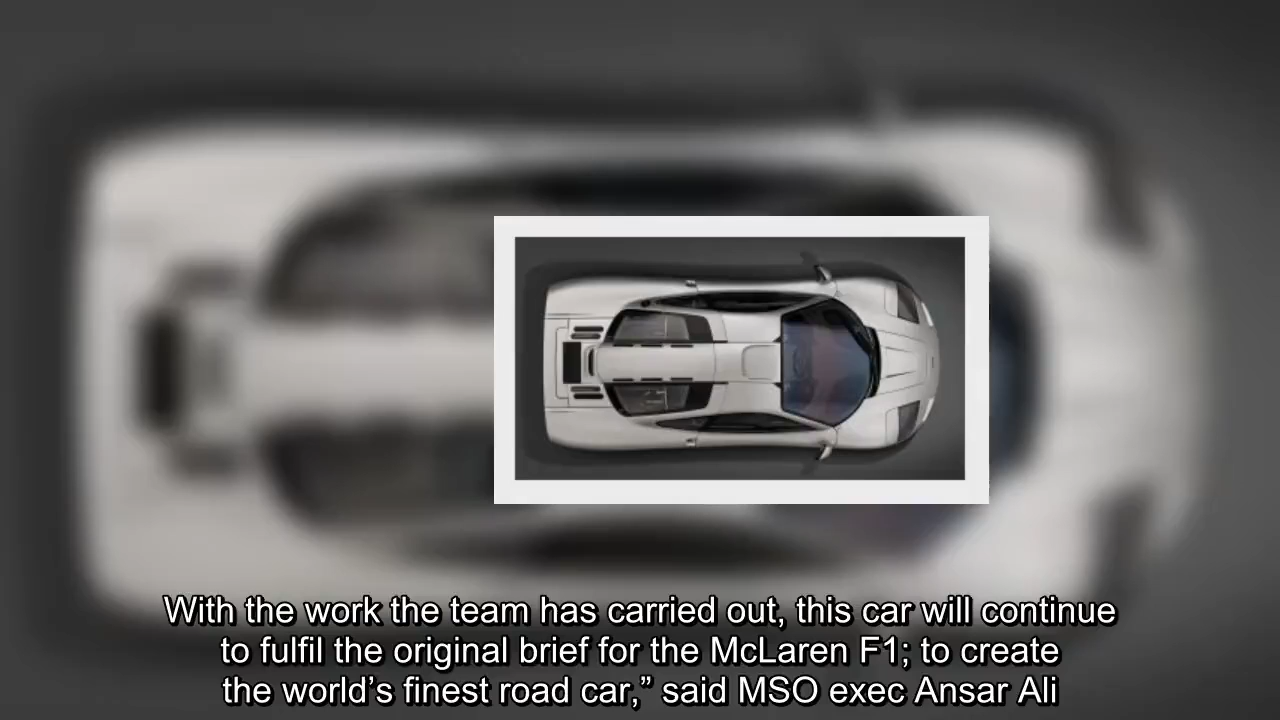 With the work the team has carried out, this car will continue
to fulfil the original brief for the McLaren F1; to create
the world’s finest road car,” said MSO exec Ansar Ali